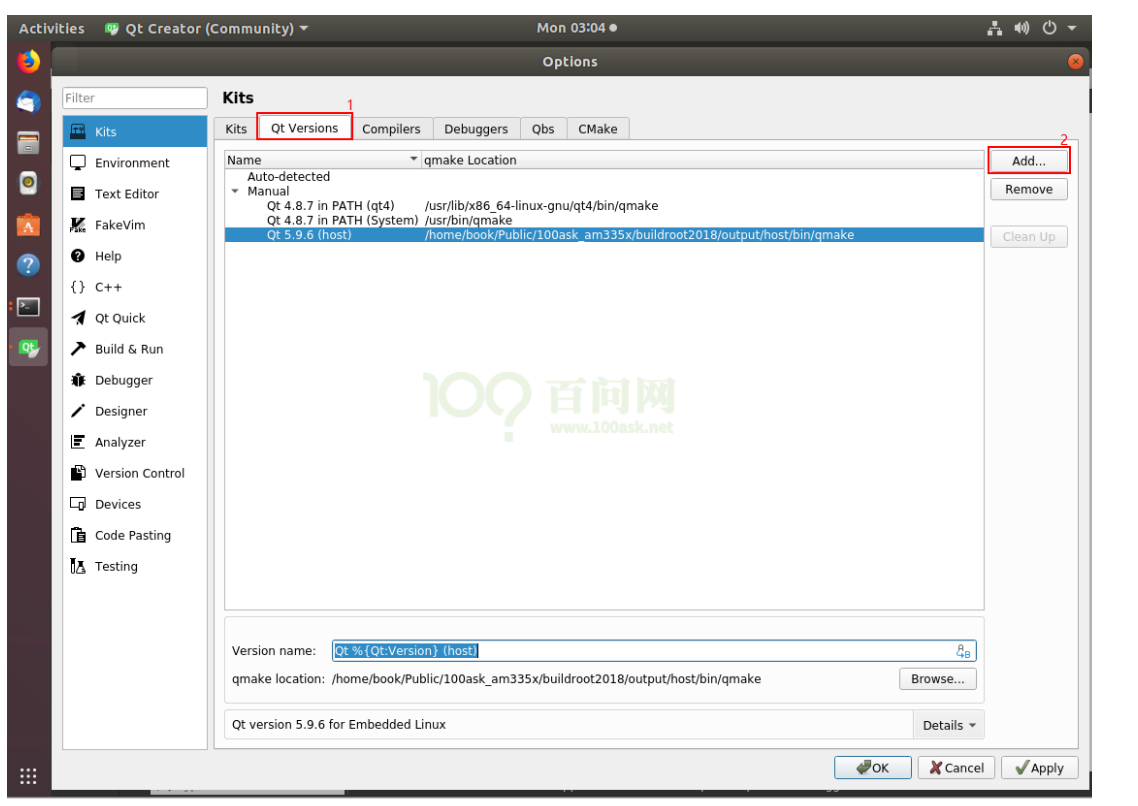 Activities Qt Creator (Community) Mon 03:04
Options
Filter
Kits
1
Kits Qt Versions Compilers Debuggers Qbs CMake
2
Kits
Environment
Text Editor
FakeVim
Help
{} C++
Qt Quick
Build & Run
Debugger
Designer
Analyzer
Version Control
Devices
Code Pasting
Testing
Name qmake Location
Auto-detected
Manual
Qt 4.8.7 in PATH (qt4) /usr/lib/x86_64-linux-gnu/qt4/bin/qmake
Qt 4.8.7 in PATH (System) /usr/bin/qmake
Qt 5.9.6 (host) /home/book/Public/100ask_am335x/buildroot2018/output/host/bin/qmake
Add...
Remove
Clean Up
百问网
www.100ask.net
Version name: Qt %{Qt:Version} (host)
qmake location: /home/book/Public/100ask_am335x/buildroot2018/output/host/bin/qmake
Browse...
Qt version 5.9.6 for Embedded Linux
Details
OK Cancel Apply